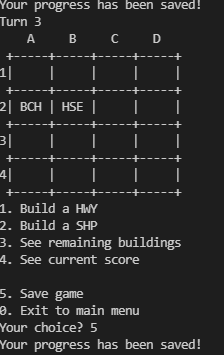 Your progress has been saved!
Turn 3
    A     B     C     D
 +-----+-----+-----+-----+
1|     |     |     |     |
 +-----+-----+-----+-----+
2| BCH | HSE |     |     |
 +-----+-----+-----+-----+
3|     |     |     |     |
 +-----+-----+-----+-----+
4|     |     |     |     |
 +-----+-----+-----+-----+
1. Build a HWY
2. Build a SHP
3. See remaining buildings
4. See current score

5. Save game
0. Exit to main menu
Your choice? 5
Your progress has been saved!